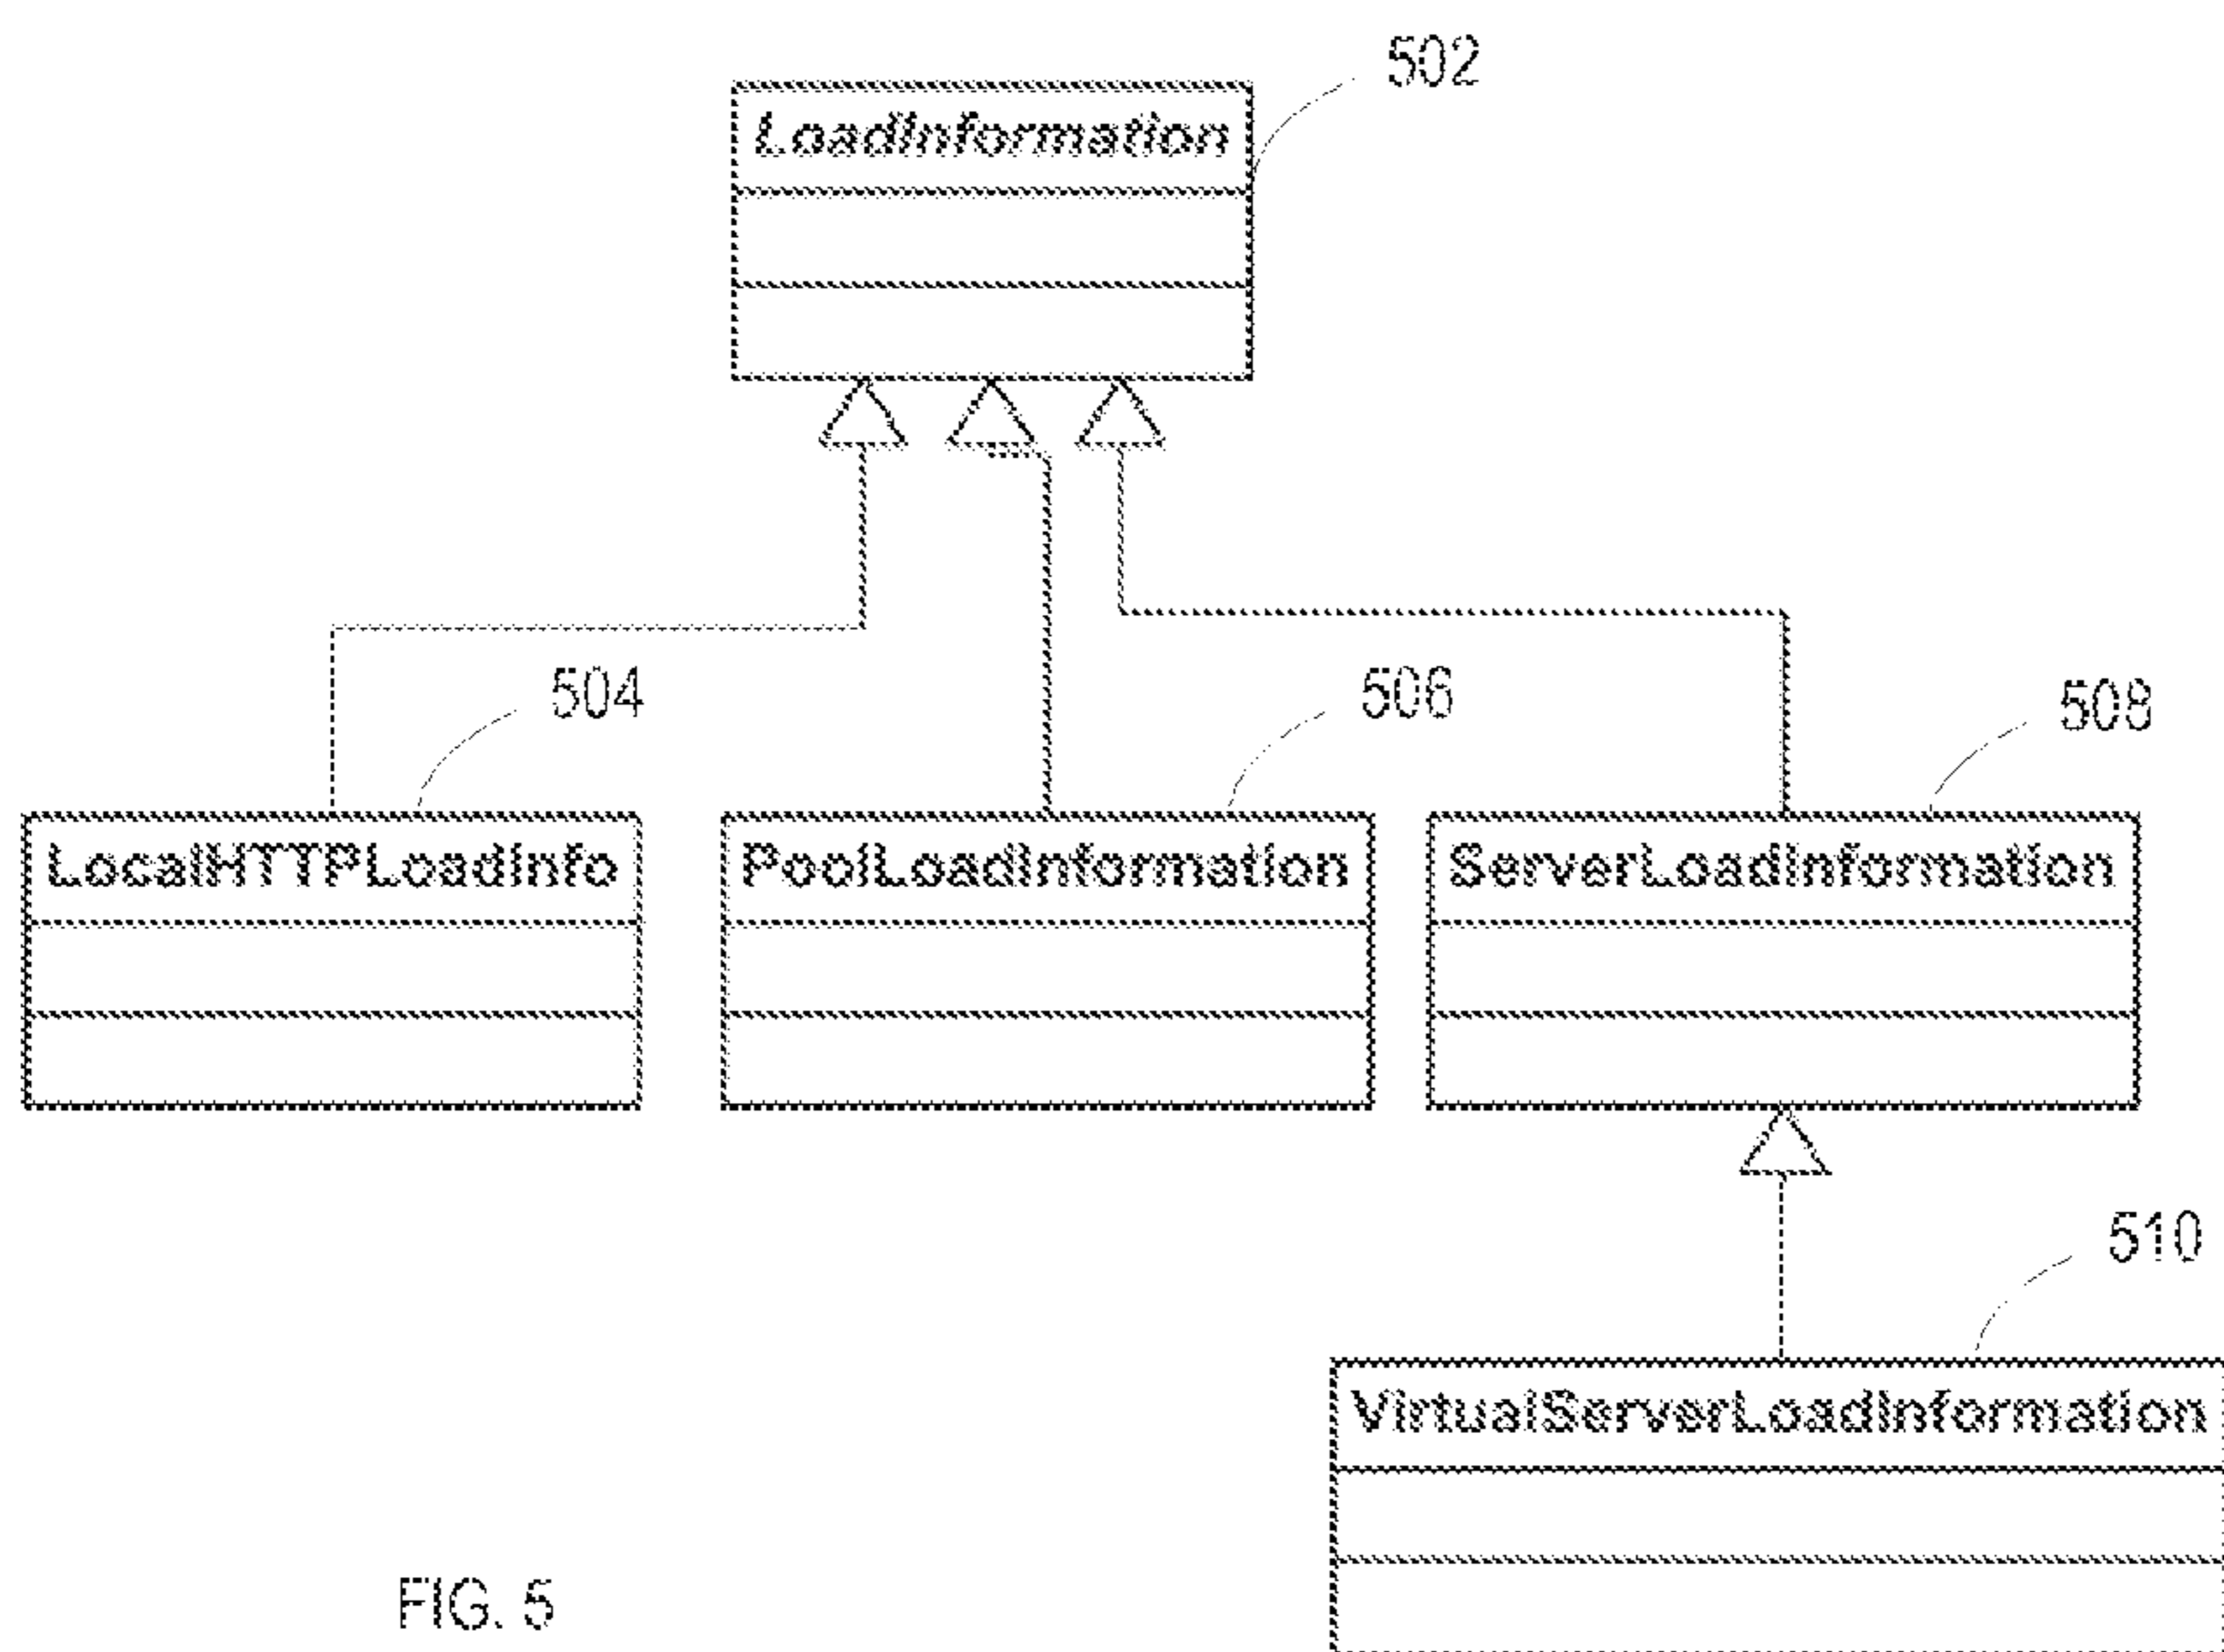 502
LoadInformation
504
506
508
LocalHTTPLoadInfo
PoolLoadInformation
ServerLoadInformation
510
VirtualServerLoadInformation
FIG. 5